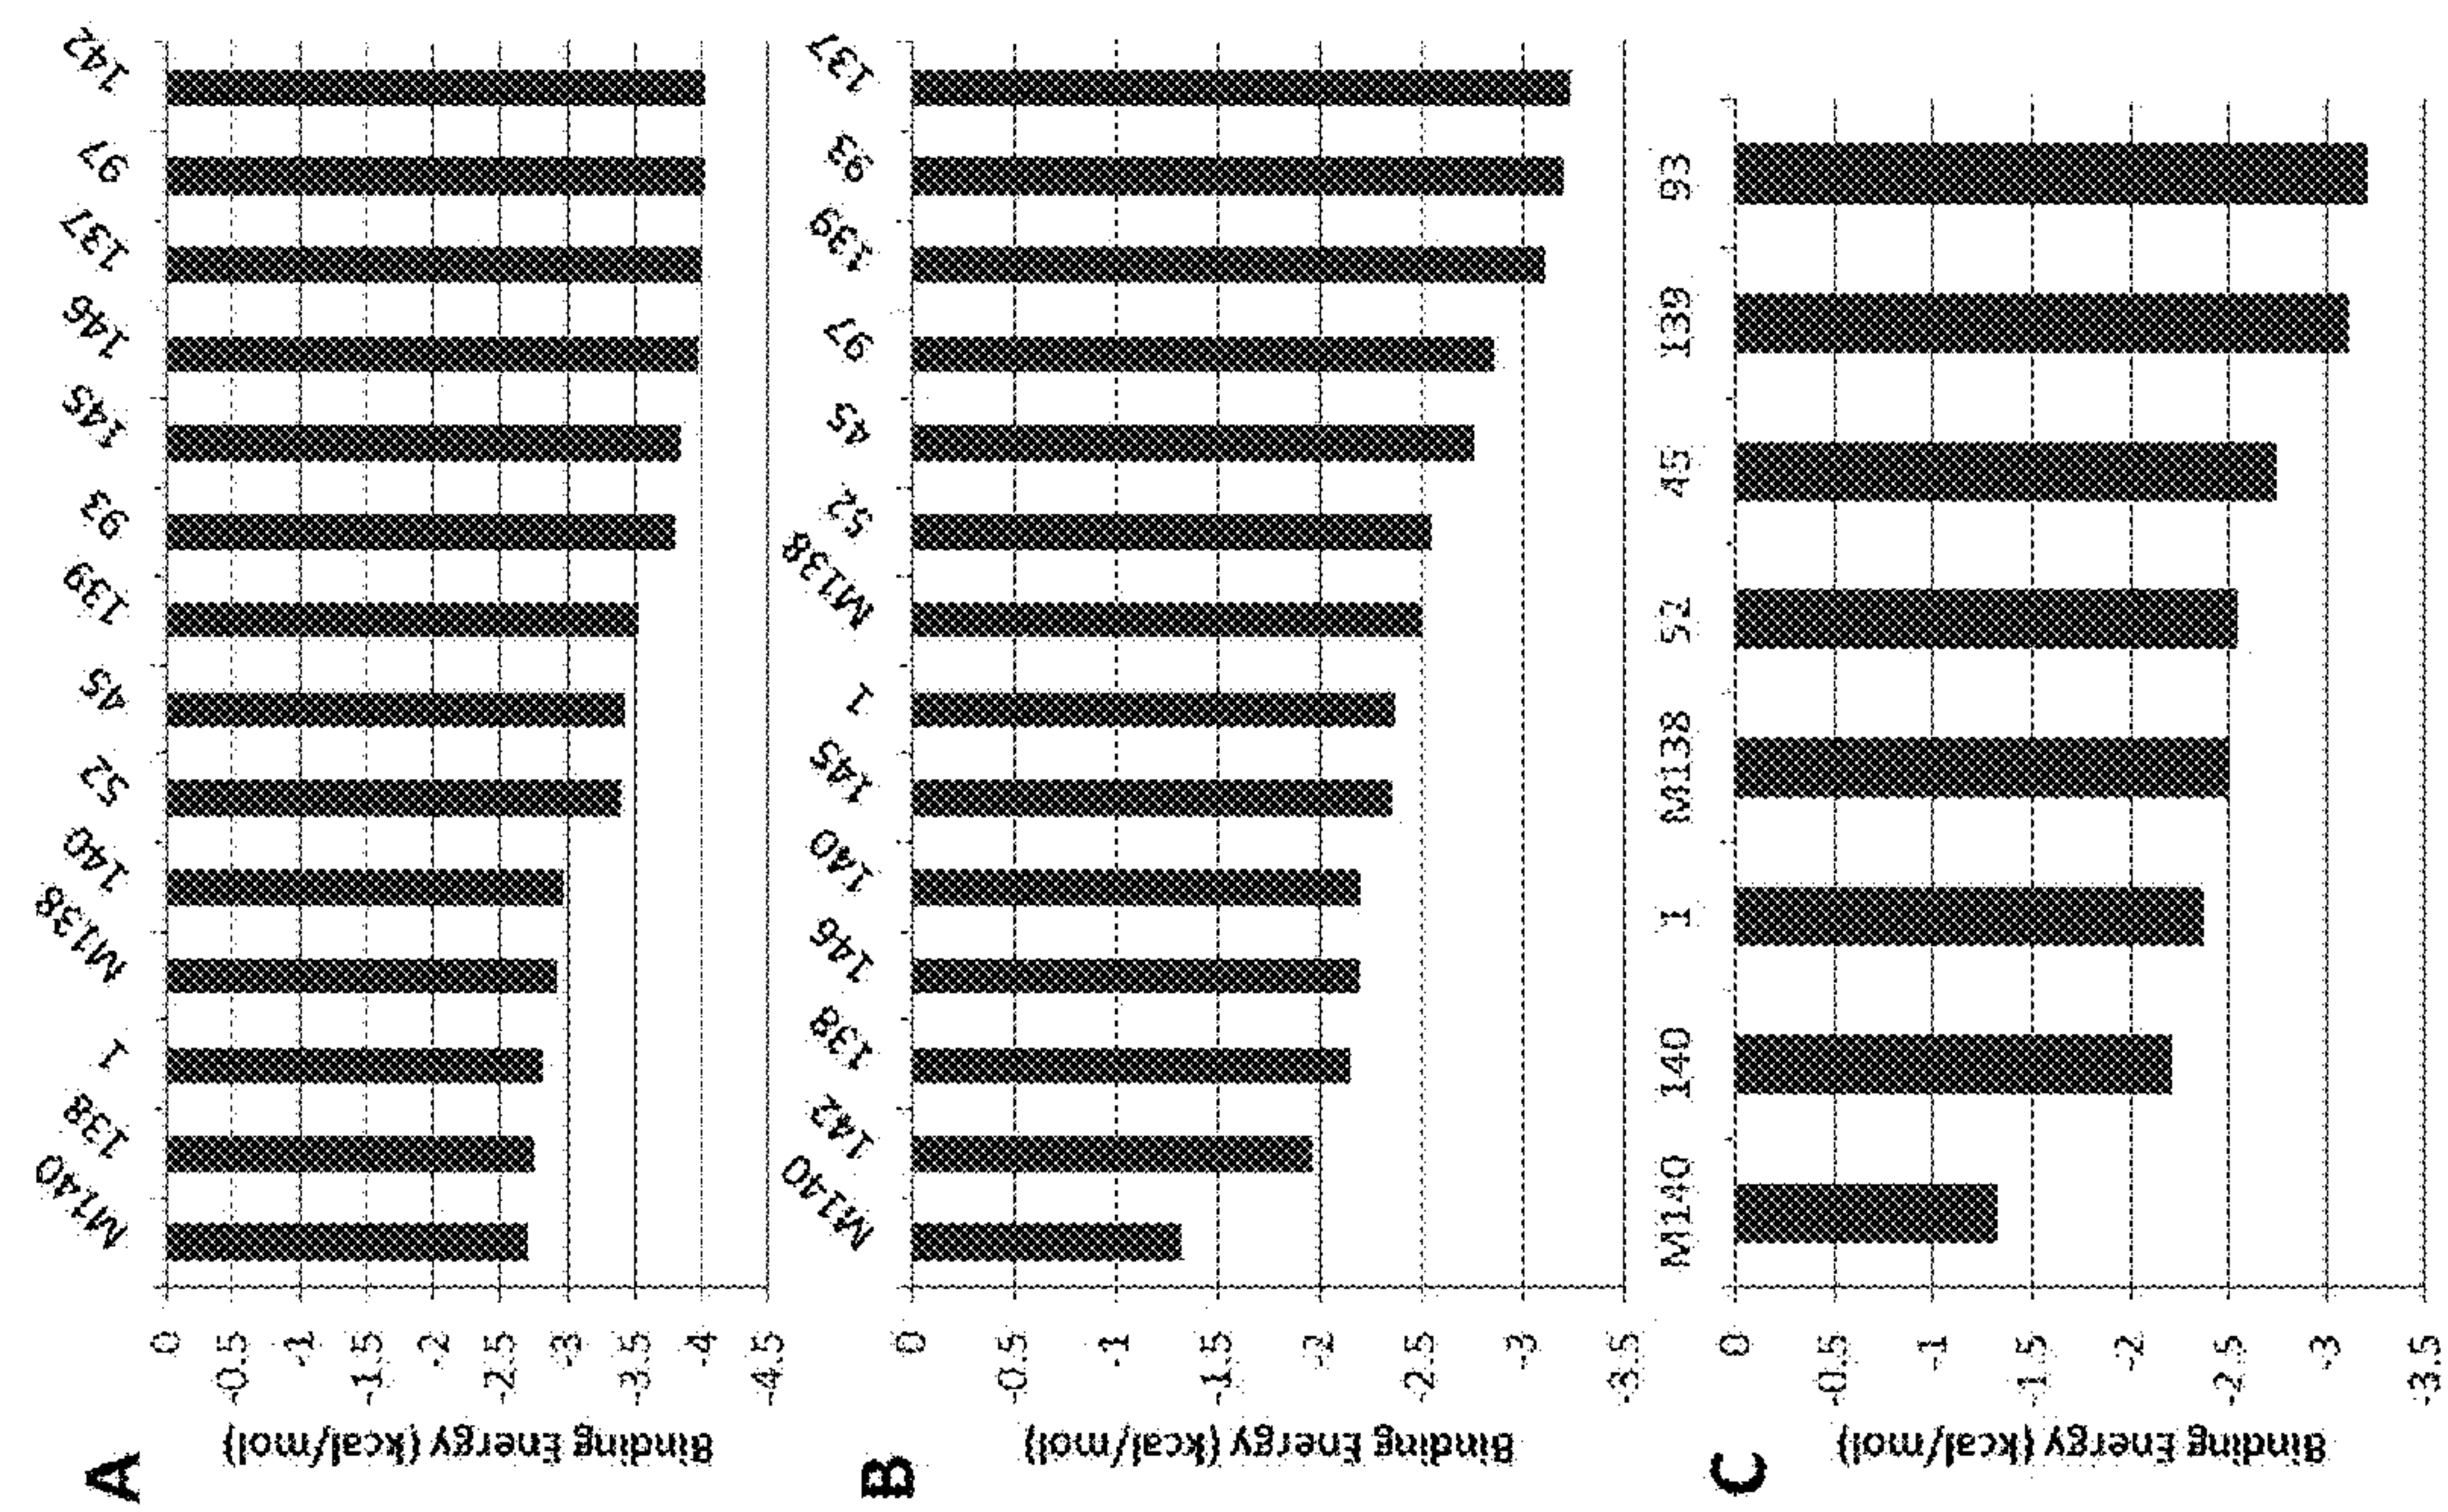 A
Binding Energy (kcal/mol)
M140 138 1 M138 140 52 45 139 93 145 146 137 97 142
0
-0.5
-1
-1.5
-2
-2.5
-3
-3.5
-4
-4.5
B
Binding Energy (kcal/mol)
M140 142 138 146 140 145 1 M138 52 45 97 139 93 137
0
-0.5
-1
-1.5
-2
-2.5
-3
-3.5
C
Binding Energy (kcal/mol)
M140 140 1 M138 52 45 139 93
0
-0.5
-1
-1.5
-2
-2.5
-3
-3.5